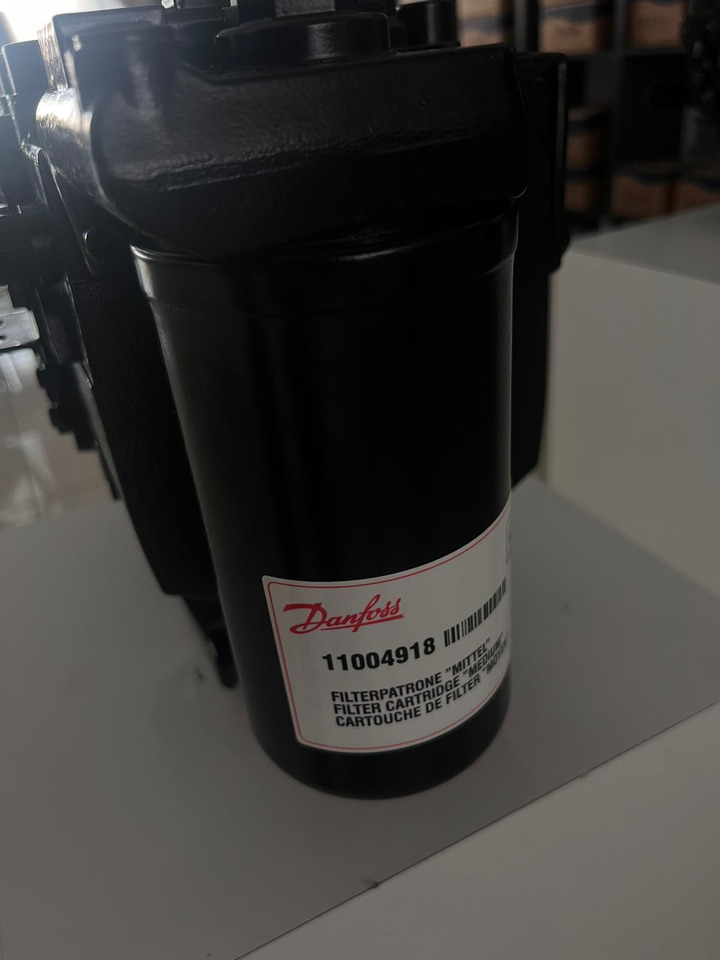 Danfoss
11004918
FILTERPATRONE "MITTEL"
FILTER CARTRIDGE "MEDIUM"
CARTOUCHE DE FILTER